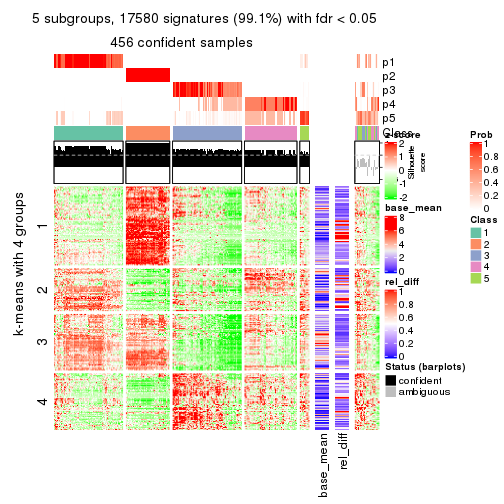 5 subgroups, 17580 signatures (99.1%) with fdr < 0.05
456 confident samples
p1
p2
p3
p4
p5
Class
z-score
2
1
0
-1
-2
Silhouette
score
Prob
1
0.8
0.6
0.4
0.2
0
base_mean
8
6
4
2
0
Class
1
2
3
4
5
rel_diff
1
0.8
0.6
0.4
0.2
0
Status (barplots)
confident
ambiguous
k-means with 4 groups
1
2
3
4
base_mean
rel_diff